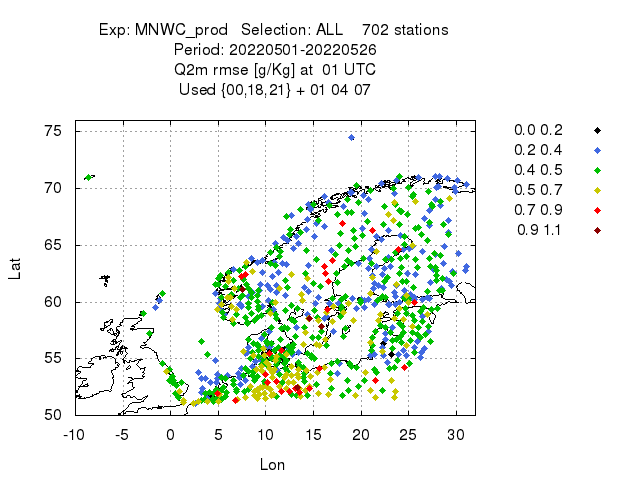 Exp: MNWC_prod   Selection: ALL    702 stations
Period: 20220501-20220526
Q2m rmse [g/Kg] at  01 UTC
Used {00,18,21} + 01 04 07
0.0 0.2
0.2 0.4
0.4 0.5
0.5 0.7
0.7 0.9
0.9 1.1
75
70
65
60
55
50
Lat
-10 -5 0 5 10 15 20 25 30
Lon